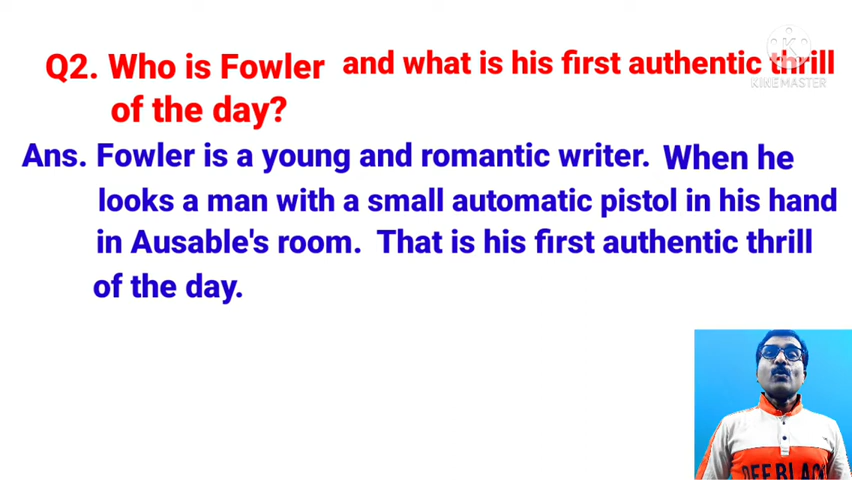 Q2. Who is Fowler and what is his first authentic thrill
of the day?
Ans. Fowler is a young and romantic writer. When he
looks a man with a small automatic pistol in his hand
in Ausable's room. That is his first authentic thrill
of the day.
KINEMASTER
DEEBLACK